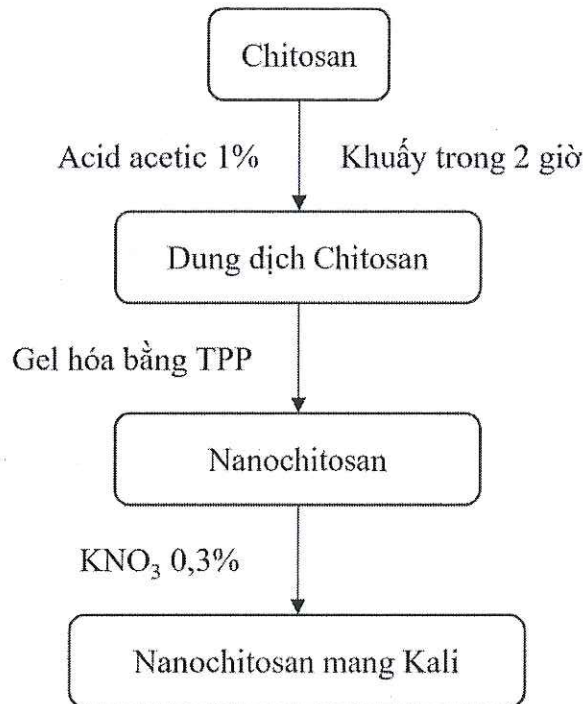 Chitosan
Acid acetic 1%
Khuấy trong 2 giờ
Dung dịch Chitosan
Gel hóa bằng TPP
Nanochitosan
KNO₃ 0,3%
Nanochitosan mang Kali